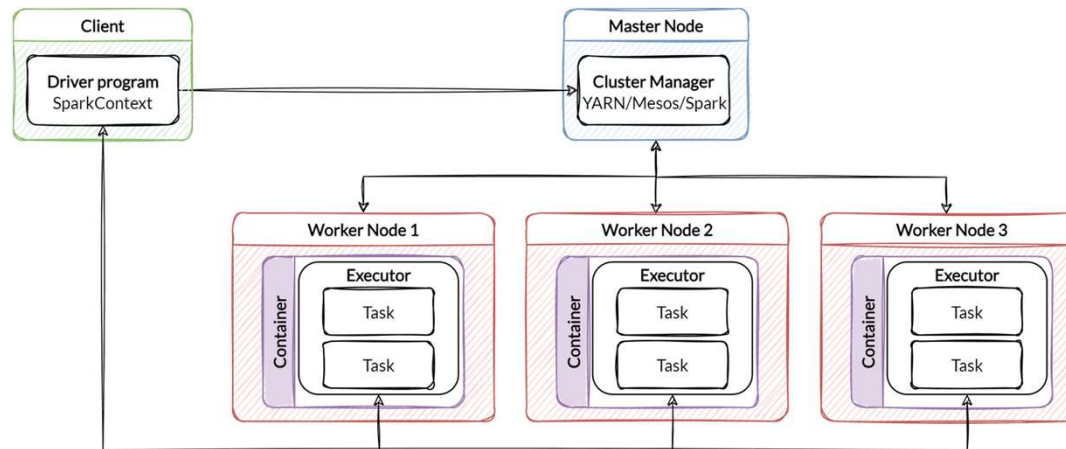 Client
Driver program
SparkContext
Master Node
Cluster Manager
YARN/Mesos/Spark
Worker Node 1
Container
Executor
Task
Task
Worker Node 2
Container
Executor
Task
Task
Worker Node 3
Container
Executor
Task
Task